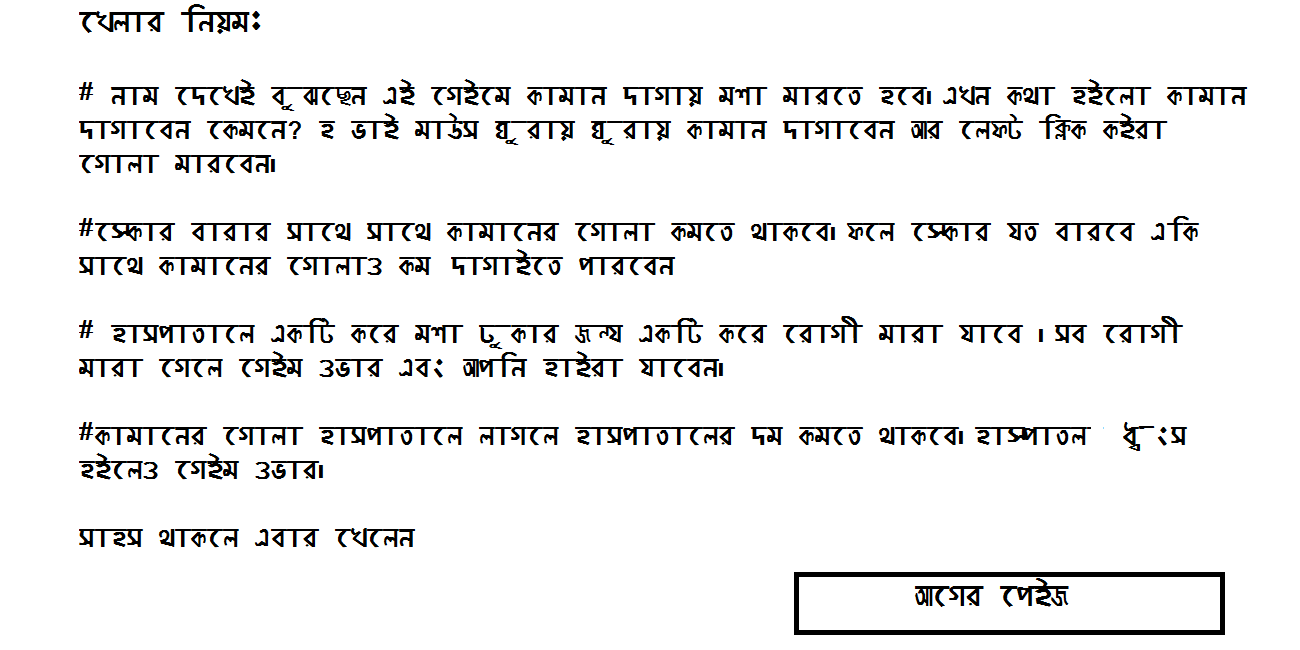 খেলার নিয়মঃ
# নাম দেখেই বুঝছেন এই গেইমে কামান দাগায় মশা মারতে হবে। এখন কথা হইলো কামান
দাগাবেন কেমনে? হ ভাই মাউস ঘুরায় ঘুরায় কামান দাগাবেন আর লেফট ক্লিক কইরা
গোলা মারবেন।
#স্কোর বারার সাথে সাথে কামানের গোলা কমতে থাকবে। ফলে স্কোর যত বারবে একি
সাথে কামানের গোলাও কম দাগাইতে পারবেন
# হাসপাতালে একটি করে মশা ঢুকার জন্য একটি করে রোগী মারা যাবে । সব রোগী
মারা গেলে গেইম ওভার এবং আপনি হাইরা যাবেন।
#কামানের গোলা হাসপাতালে লাগলে হাসপাতালের দম কমতে থাকবে। হাস্পাতল ধ্বংস
হইলেও গেইম ওভার।
সাহস থাকলে এবার খেলেন
আগের পেইজ